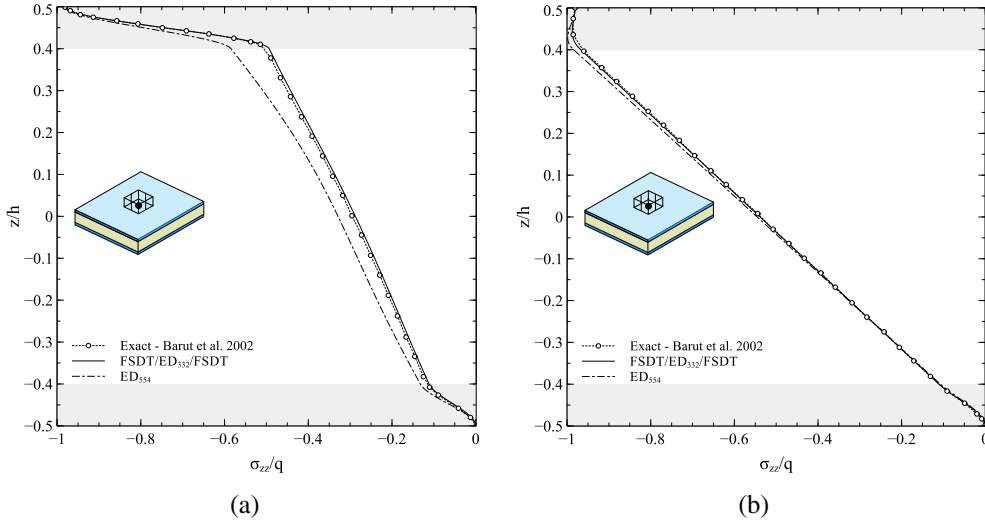 0.5
0.4
0.3
0.2
0.1
0
−0.1
−0.2
−0.3
−0.4
−0.5
z/h
Exact - Barut et al. 2002
FSDT/ED₃₃₂/FSDT
ED₅₅₄
−1 −0.8 −0.6 −0.4 −0.2 0
σzz/q
(a)
0.5
0.4
0.3
0.2
0.1
0
−0.1
−0.2
−0.3
−0.4
−0.5
z/h
Exact - Barut et al. 2002
FSDT/ED₃₃₂/FSDT
ED₅₅₄
−1 −0.8 −0.6 −0.4 −0.2 0
σzz/q
(b)